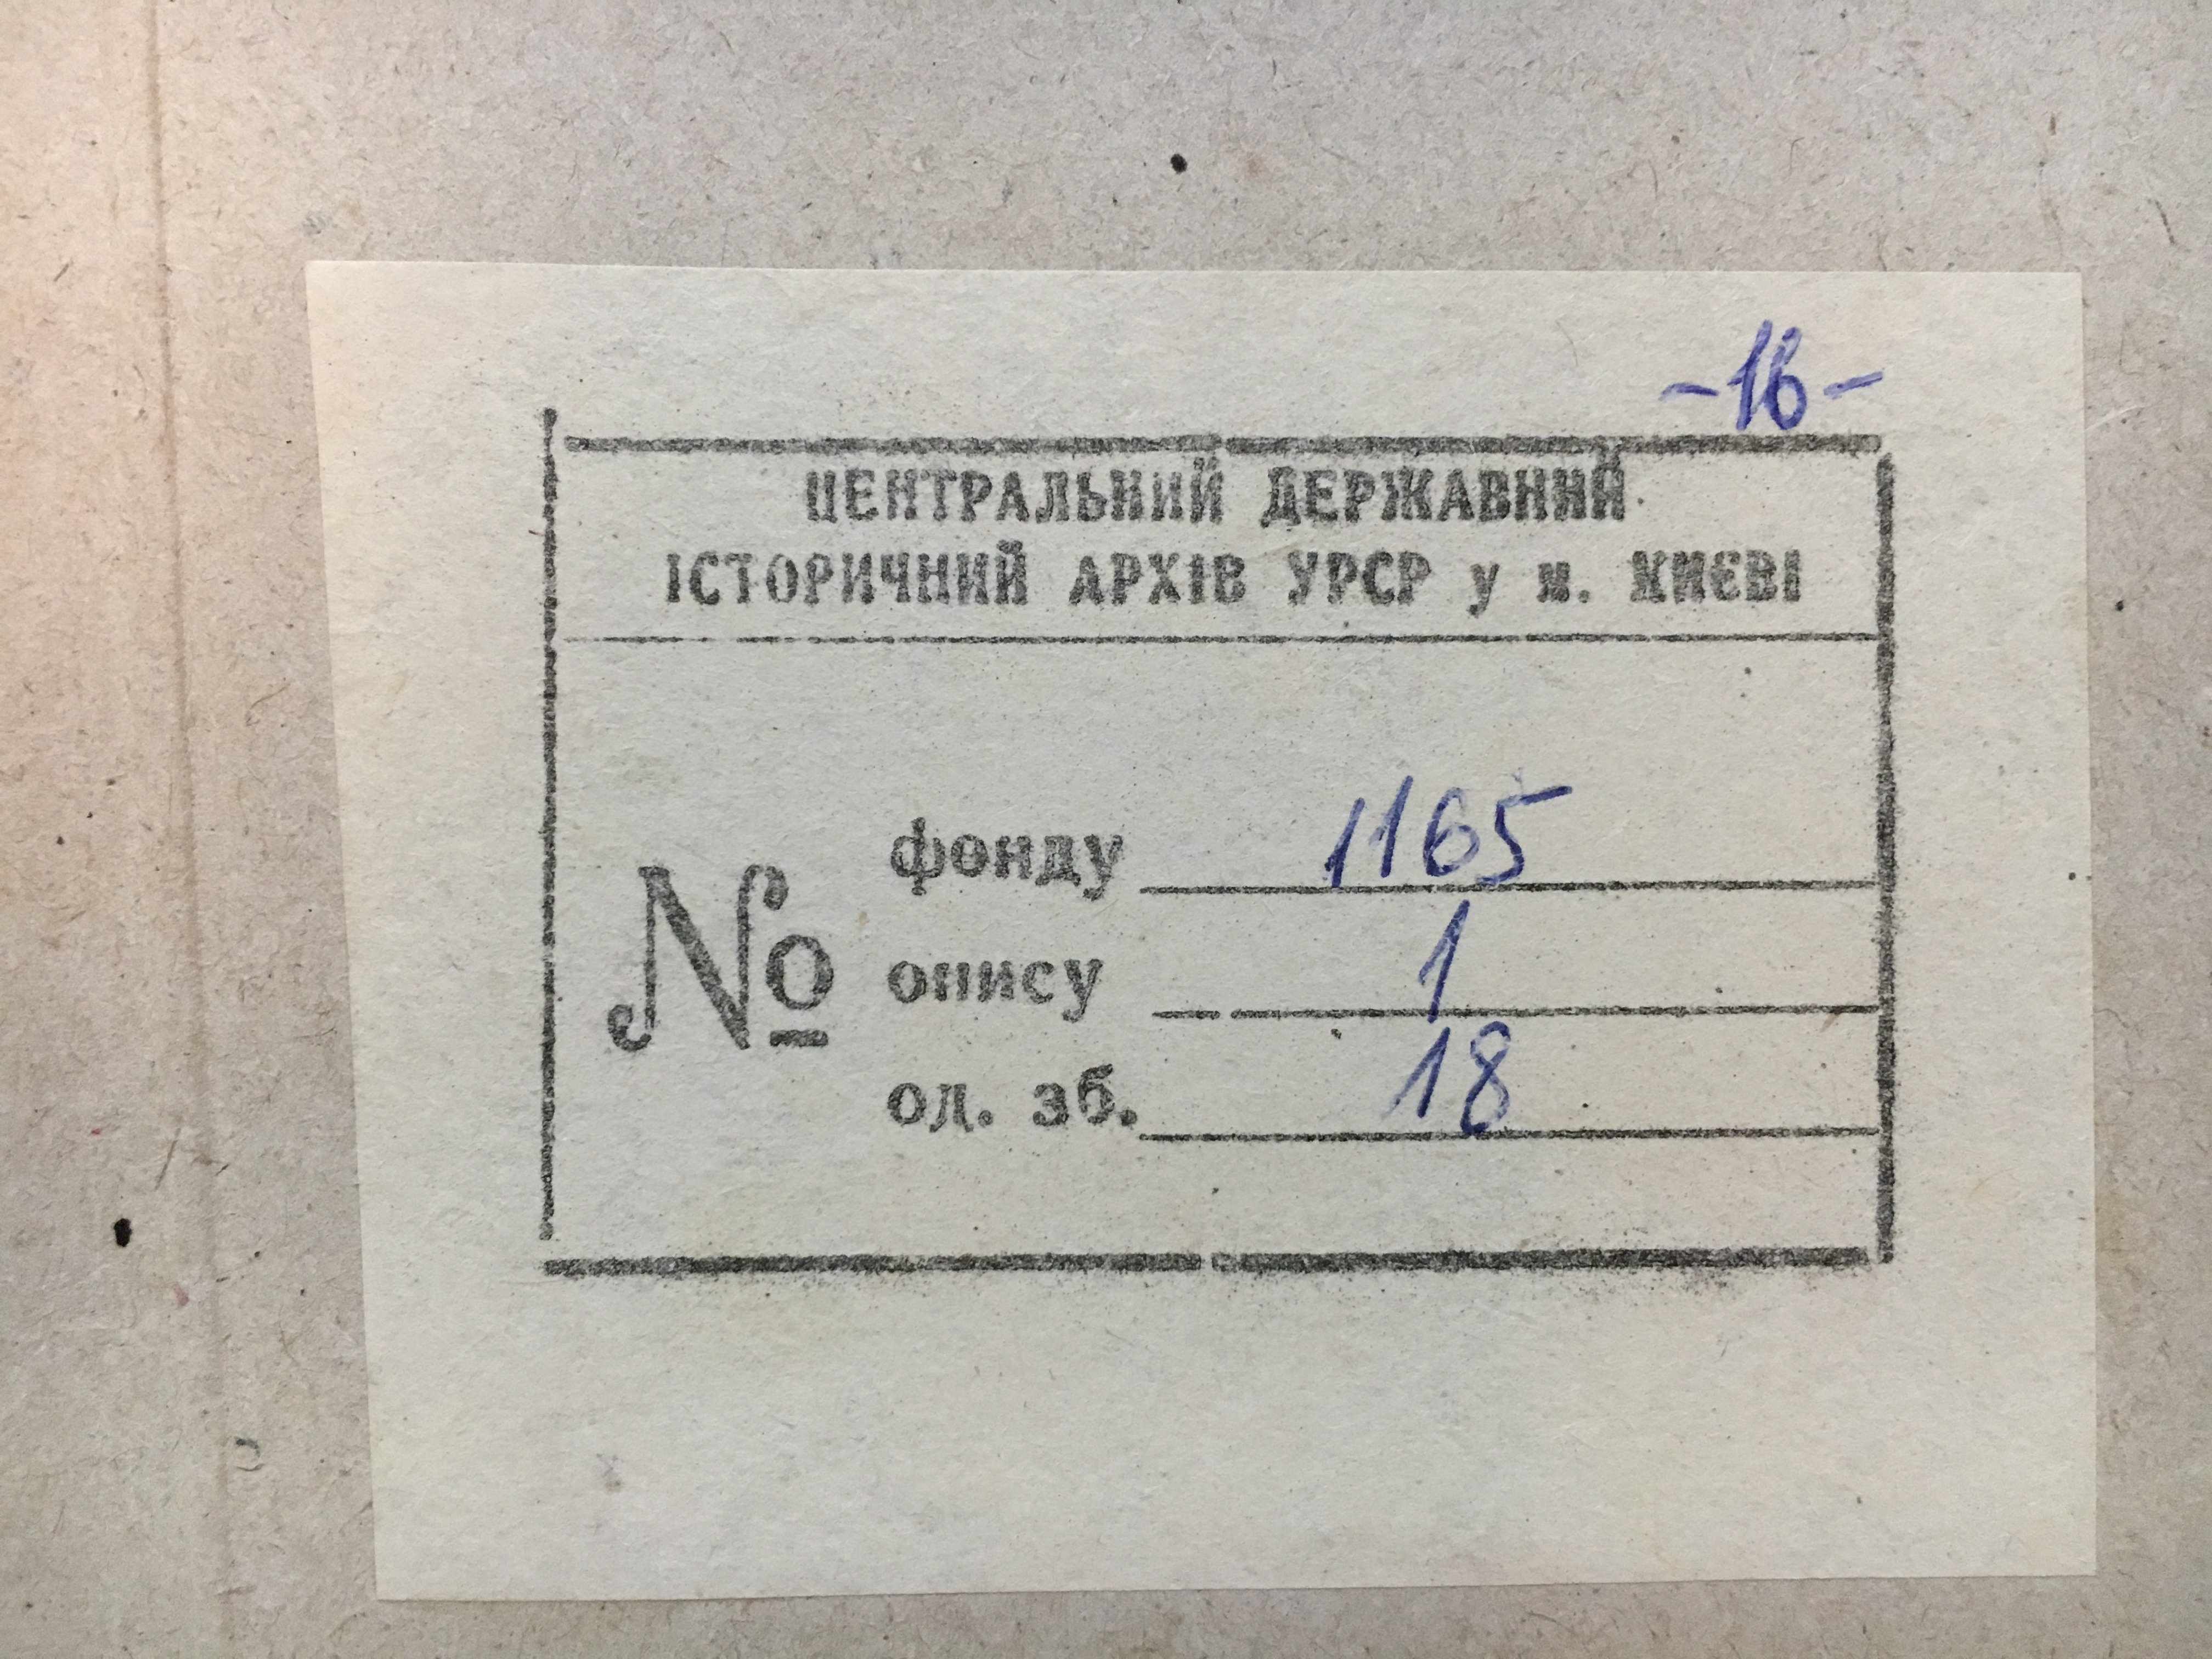 -16-
ЦЕНТРАЛЬНИЙ ДЕРЖАВНИЙ
ІСТОРИЧНИЙ АРХІВ УРСР у м. КИЄВІ
№
фонду 1165
опису 1
од. зб. 18